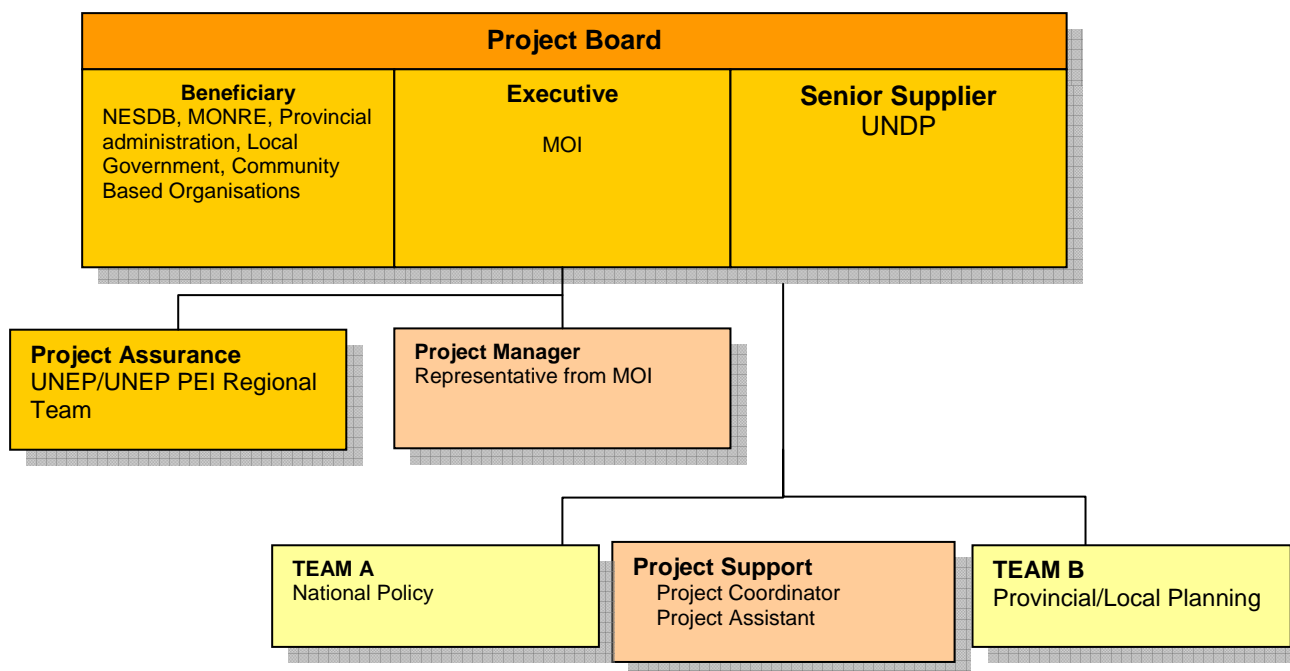 Project Board
Beneficiary
NESDB, MONRE, Provincial
administration, Local
Government, Community
Based Organisations
Executive
MOI
Senior Supplier
UNDP
Project Assurance
UNEP/UNEP PEI Regional
Team
Project Manager
Representative from MOI
TEAM A
National Policy
Project Support
Project Coordinator
Project Assistant
TEAM B
Provincial/Local Planning